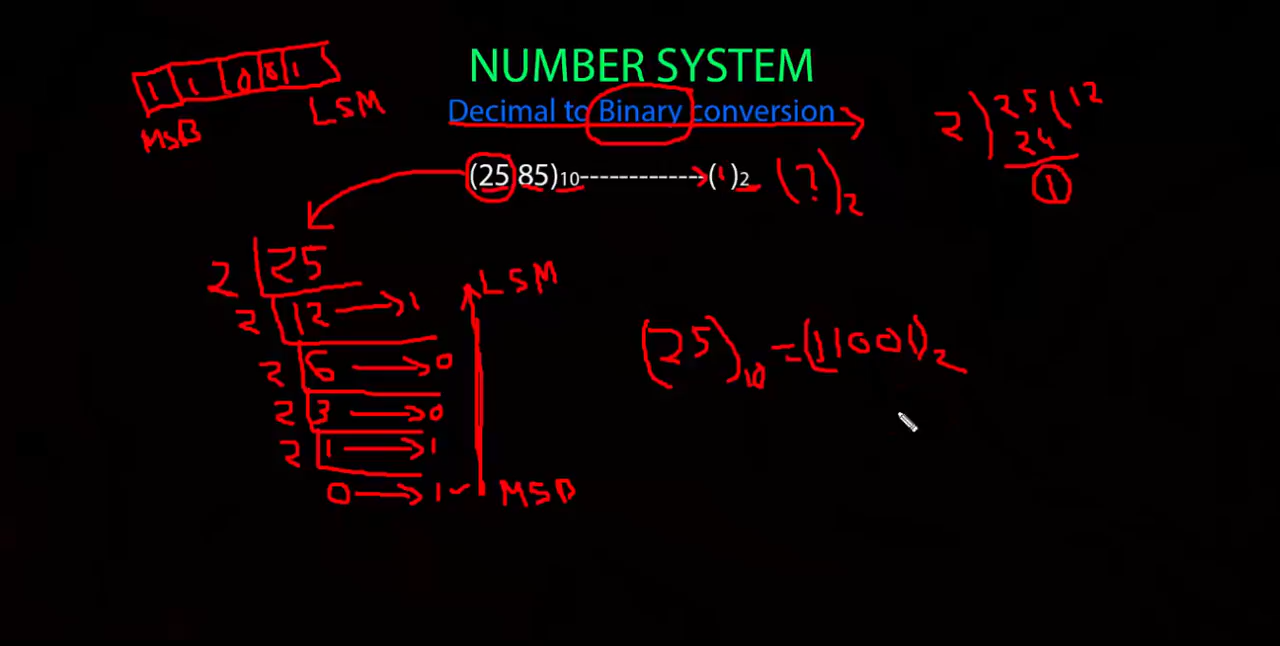 NUMBER SYSTEM
Decimal to Binary conversion
1 1 0 0 1
MSB
LSM
2) 25 (12
24
1
(25 85)10------------(1)2 (?)2
2 25
2 12 1
2 6 0
2 3 0
2 1 1
0 1
LSM
MSB
(25)10 = (11001)2